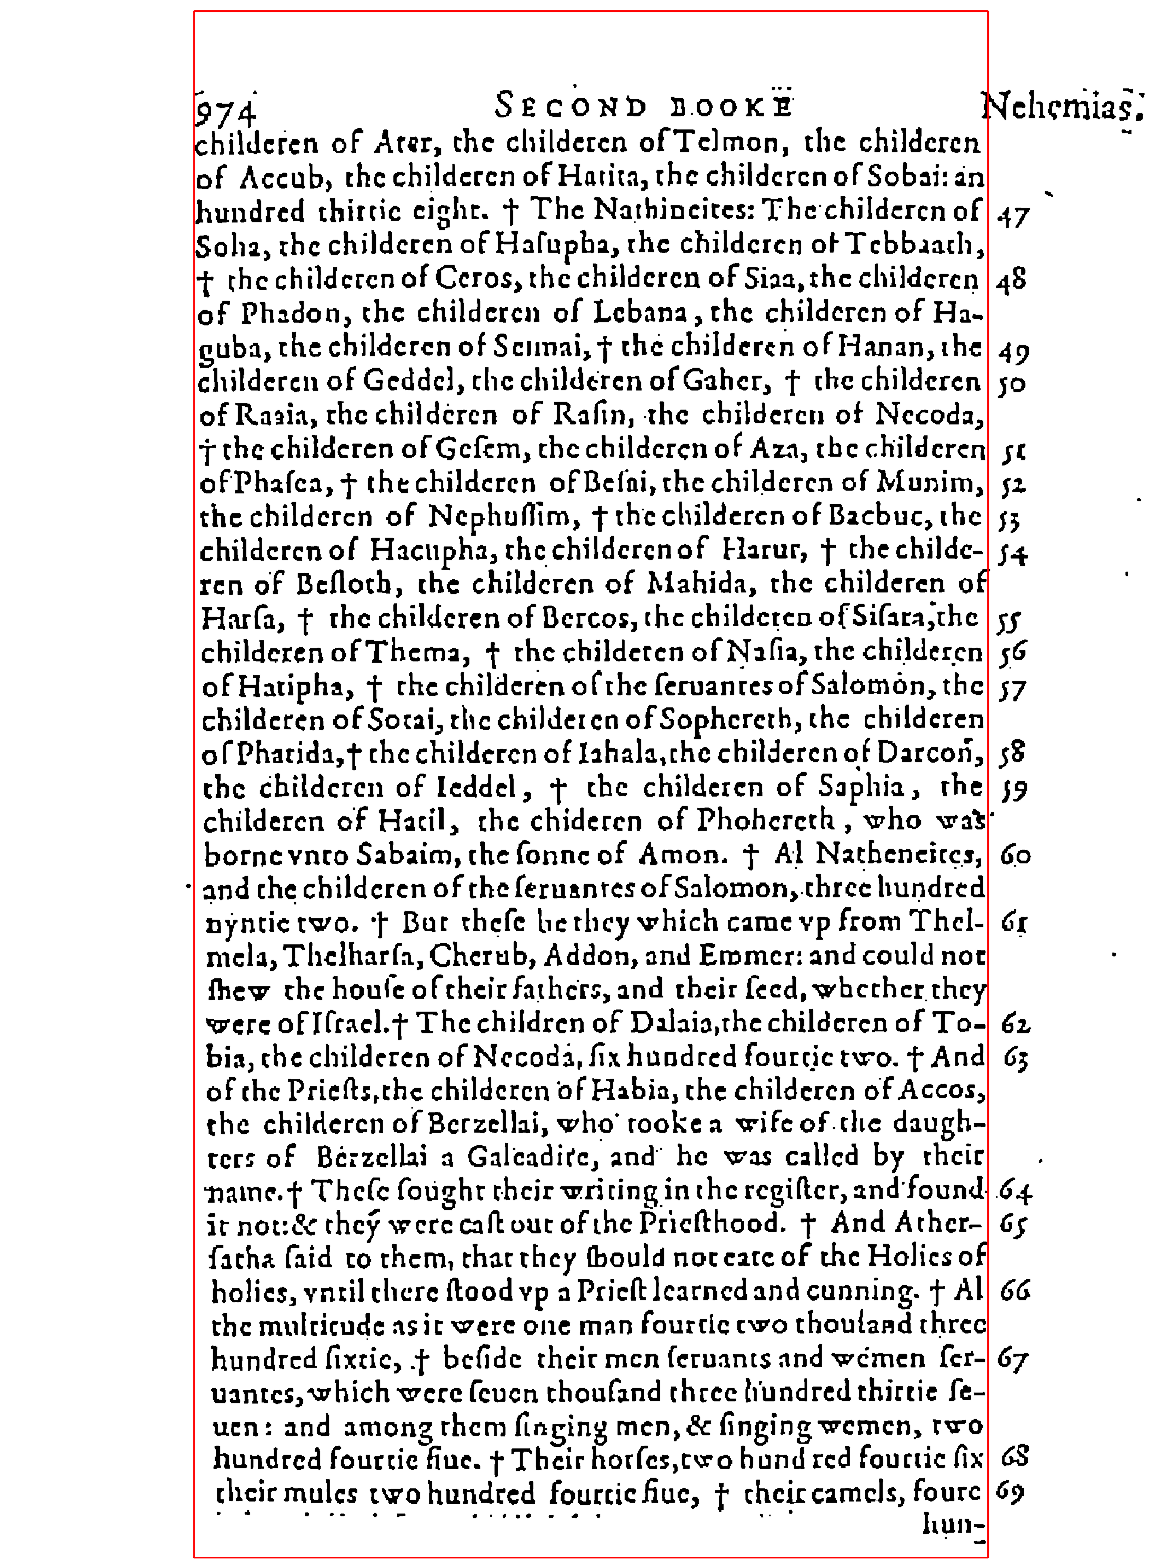 974 SECOND BOOKE Nehemias.
childeren of Ater, the childeren of Telmon, the childeren
of Accub, the childeren of Hatita, the childeren of Sobai: an
hundred thirtie eight. † The Nathineites: The childeren of 47
Soha, the childeren of Haſupha, the childeren of Tebbaath,
† the childeren of Ceros, the childeren of Siaa, the childeren 48
of Phadon, the childeren of Lebana, the childeren of Ha-
guba, the childeren of Semnai, † the childeren of Hanan, the 49
childeren of Geddel, the childeren of Gaher, † the childeren 50
of Raaia, the childeren of Raſin, the childeren of Necoda,
† the childeren of Geſem, the childeren of Aza, the childeren 51
of Phaſea, † the childeren of Beſai, the childeren of Munim, 52
the childeren of Nephuſſim, † the childeren of Bacbuc, the 53
childeren of Hacupha, the childeren of Harur, † the childe- 54
ren of Beſloth, the childeren of Mahida, the childeren of
Harſa, † the childeren of Bercos, the childeren of Siſara, the 55
childeren of Thema, † the childeren of Naſia, the childeren 56
of Hatipha, † the childeren of the ſeruantes of Salomon, the 57
childeren of Sotai, the childeren of Sophereth, the childeren
of Phatida, † the childeren of Iahala, the childeren of Darcon, 58
the childeren of Ieddel, † the childeren of Saphia, the 59
childeren of Hatil, the chideren of Phohereth, who was
borne vnto Sabaim, the ſonne of Amon. † Al Natheneites, 60
and the childeren of the ſeruantes of Salomon, three hundred
nyntie two. † But theſe be they which came vp from Thel- 61
mela, Thelharſa, Cherub, Addon, and Emmer: and could not
ſhew the houſe of their fathers, and their ſeed, whether they
were of Iſrael. † The children of Dalaia, the childeren of To- 62
bia, the childeren of Necoda, ſix hundred fourtie two. † And 63
of the Prieſts, the childeren of Habia, the childeren of Accos,
the childeren of Berzellai, who tooke a wife of the daugh-
ters of Berzellai a Galeadite, and he was called by their
name. † Theſe ſought their writing in the regiſter, and found 64
it not: & they were caſt out of the Prieſthood. † And Ather- 65
ſatha ſaid to them, that they ſhould not eate of the Holies of
holies, vntil there ſtood vp a Prieſt learned and cunning. † Al 66
the multitude as it were one man fourtie two thouſand three
hundred ſixtie, † beſide their men ſeruants and wemen ſer- 67
uantes, which were ſeuen thouſand three hundred thirtie ſe-
uen: and among them ſinging men, & ſinging wemen, two
hundred fourtie fiue. † Their horſes, two hundred fourtie ſix 68
their mules two hundred fourtie fiue, † their camels, foure 69
hun-